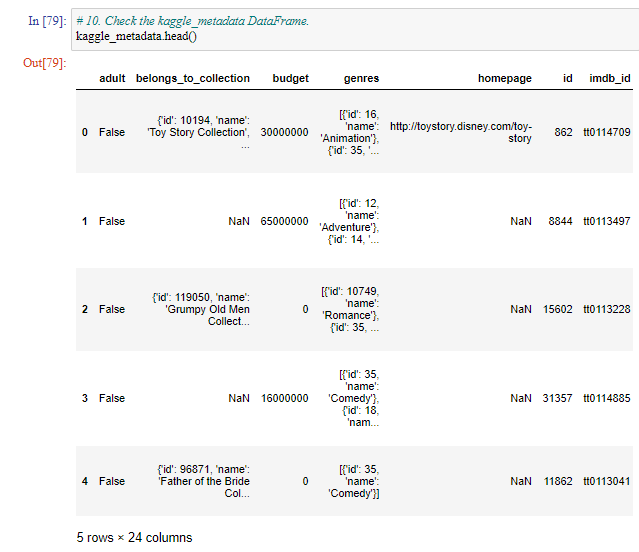 In [79]: # 10. Check the kaggle_metadata DataFrame.
kaggle_metadata.head()
Out[79]:
adult belongs_to_collection budget genres homepage id imdb_id
0 False {'id': 10194, 'name': 'Toy Story Collection', ... 30000000 [{'id': 16, 'name': 'Animation'}, {'id': 35, '... http://toystory.disney.com/toy-story 862 tt0114709
1 False NaN 65000000 [{'id': 12, 'name': 'Adventure'}, {'id': 14, '... NaN 8844 tt0113497
2 False {'id': 119050, 'name': 'Grumpy Old Men Collect... 0 [{'id': 10749, 'name': 'Romance'}, {'id': 35, ... NaN 15602 tt0113228
3 False NaN 16000000 [{'id': 35, 'name': 'Comedy'}, {'id': 18, 'nam... NaN 31357 tt0114885
4 False {'id': 96871, 'name': 'Father of the Bride Col... 0 [{'id': 35, 'name': 'Comedy'}] NaN 11862 tt0113041
5 rows × 24 columns